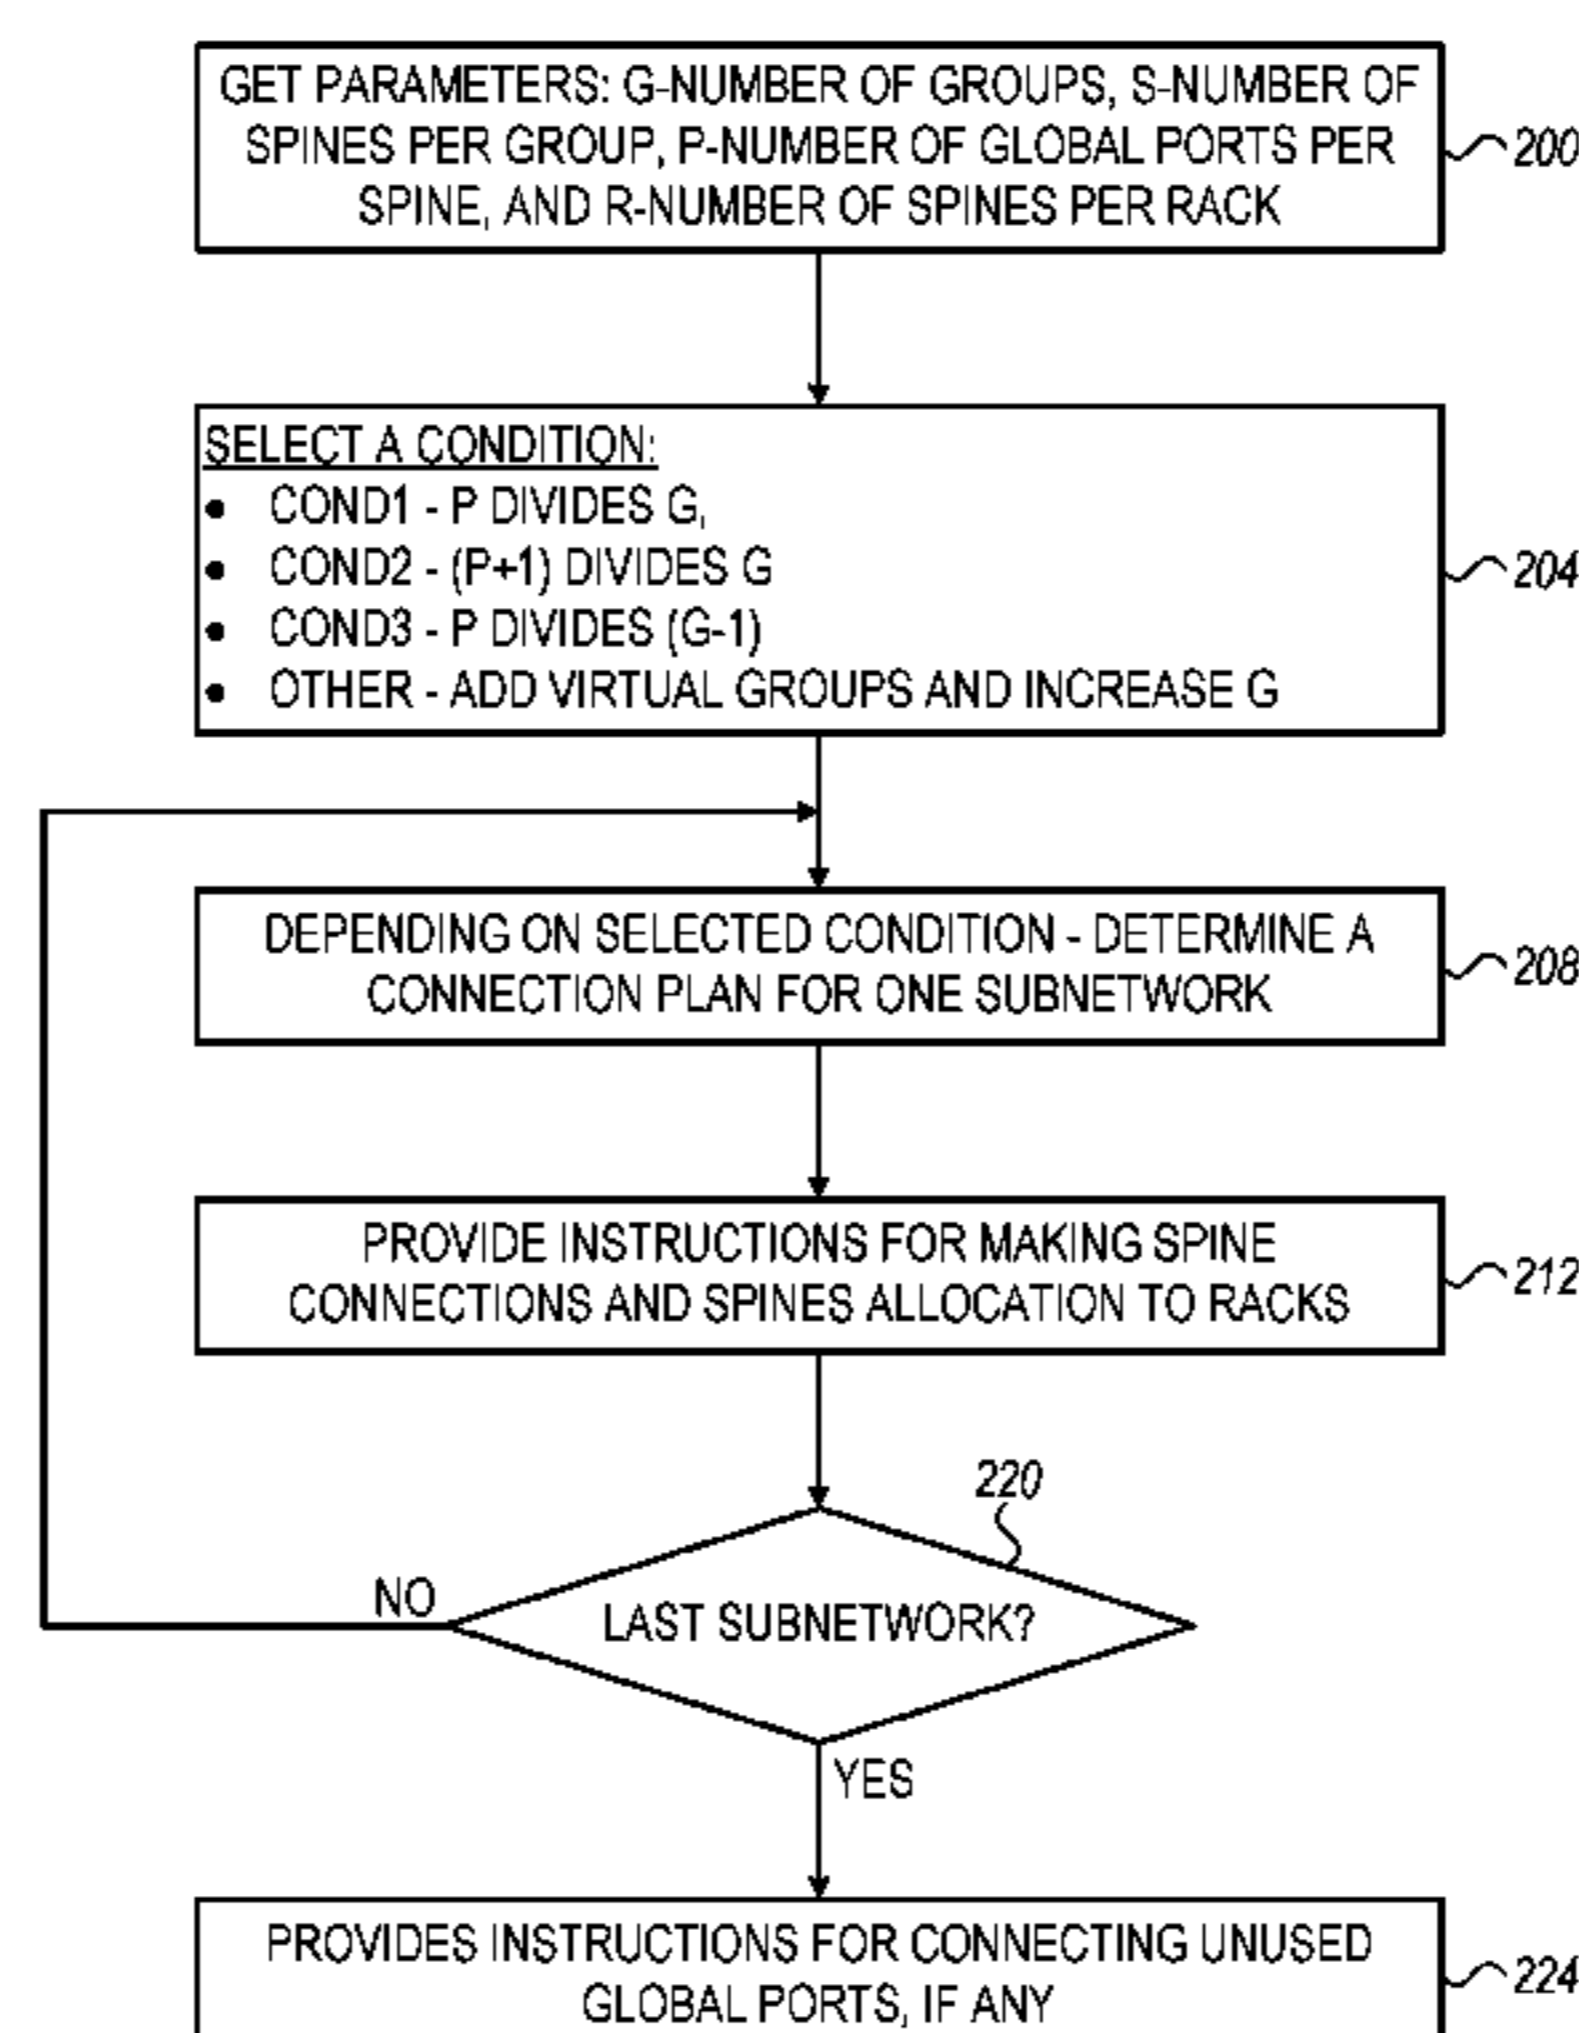 GET PARAMETERS: G-NUMBER OF GROUPS, S-NUMBER OF
SPINES PER GROUP, P-NUMBER OF GLOBAL PORTS PER
SPINE, AND R-NUMBER OF SPINES PER RACK
200
SELECT A CONDITION:
• COND1 - P DIVIDES G,
• COND2 - (P+1) DIVIDES G
• COND3 - P DIVIDES (G-1)
• OTHER - ADD VIRTUAL GROUPS AND INCREASE G
204
DEPENDING ON SELECTED CONDITION - DETERMINE A
CONNECTION PLAN FOR ONE SUBNETWORK
208
PROVIDE INSTRUCTIONS FOR MAKING SPINE
CONNECTIONS AND SPINES ALLOCATION TO RACKS
212
220
NO
LAST SUBNETWORK?
YES
PROVIDES INSTRUCTIONS FOR CONNECTING UNUSED
GLOBAL PORTS, IF ANY
224